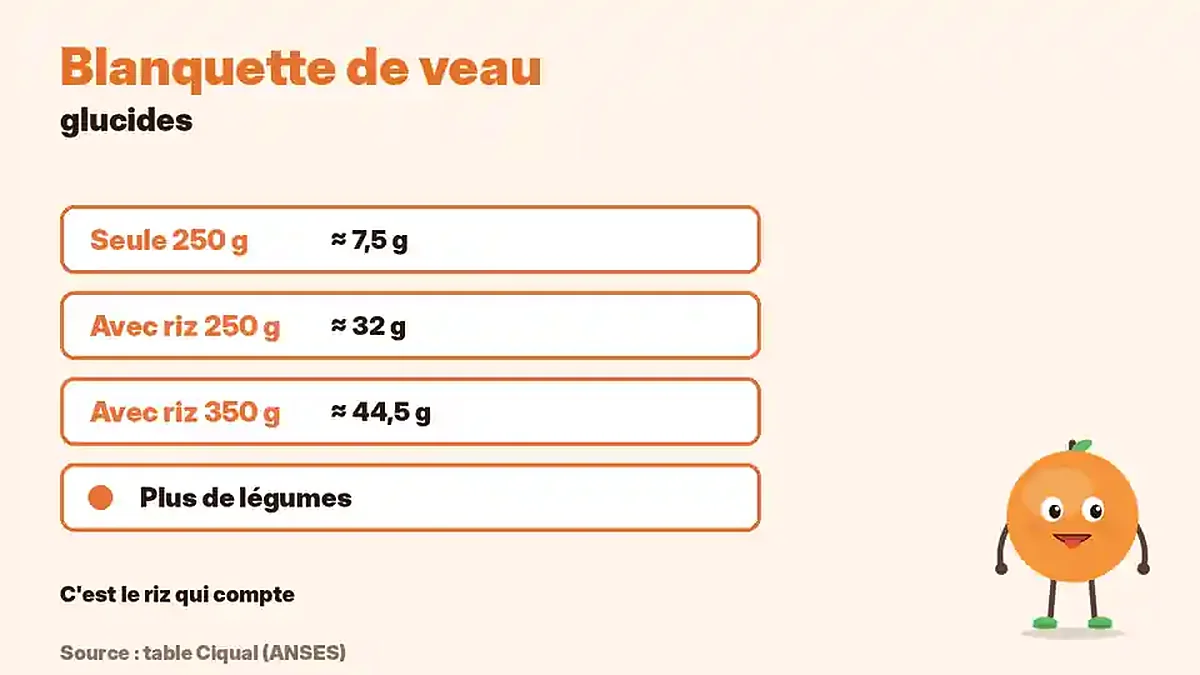 Blanquette de veau
glucides
Seule 250 g ≈ 7,5 g
Avec riz 250 g ≈ 32 g
Avec riz 350 g ≈ 44,5 g
Plus de légumes
C'est le riz qui compte
Source : table Ciqual (ANSES)